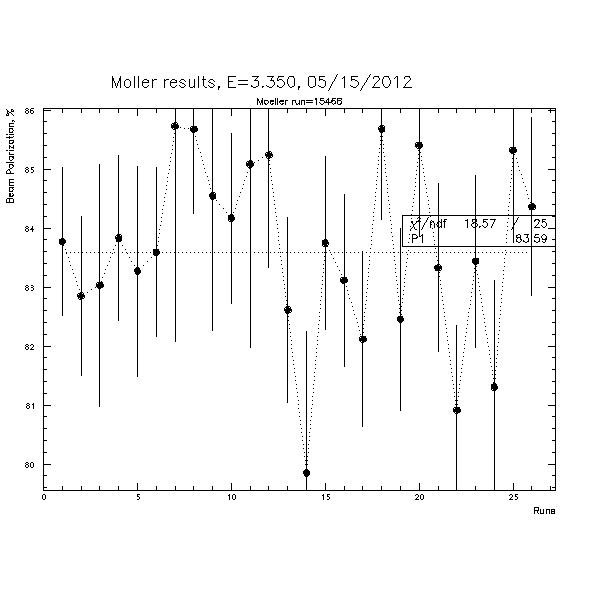 Moller results, E=3.350, 05/15/2012
Moeller run=15466
Beam Polarization, %
86
85
84
83
82
81
80
χ²/ndf 18.57 / 25
P1 83.59
0 5 10 15 20 25
Runs